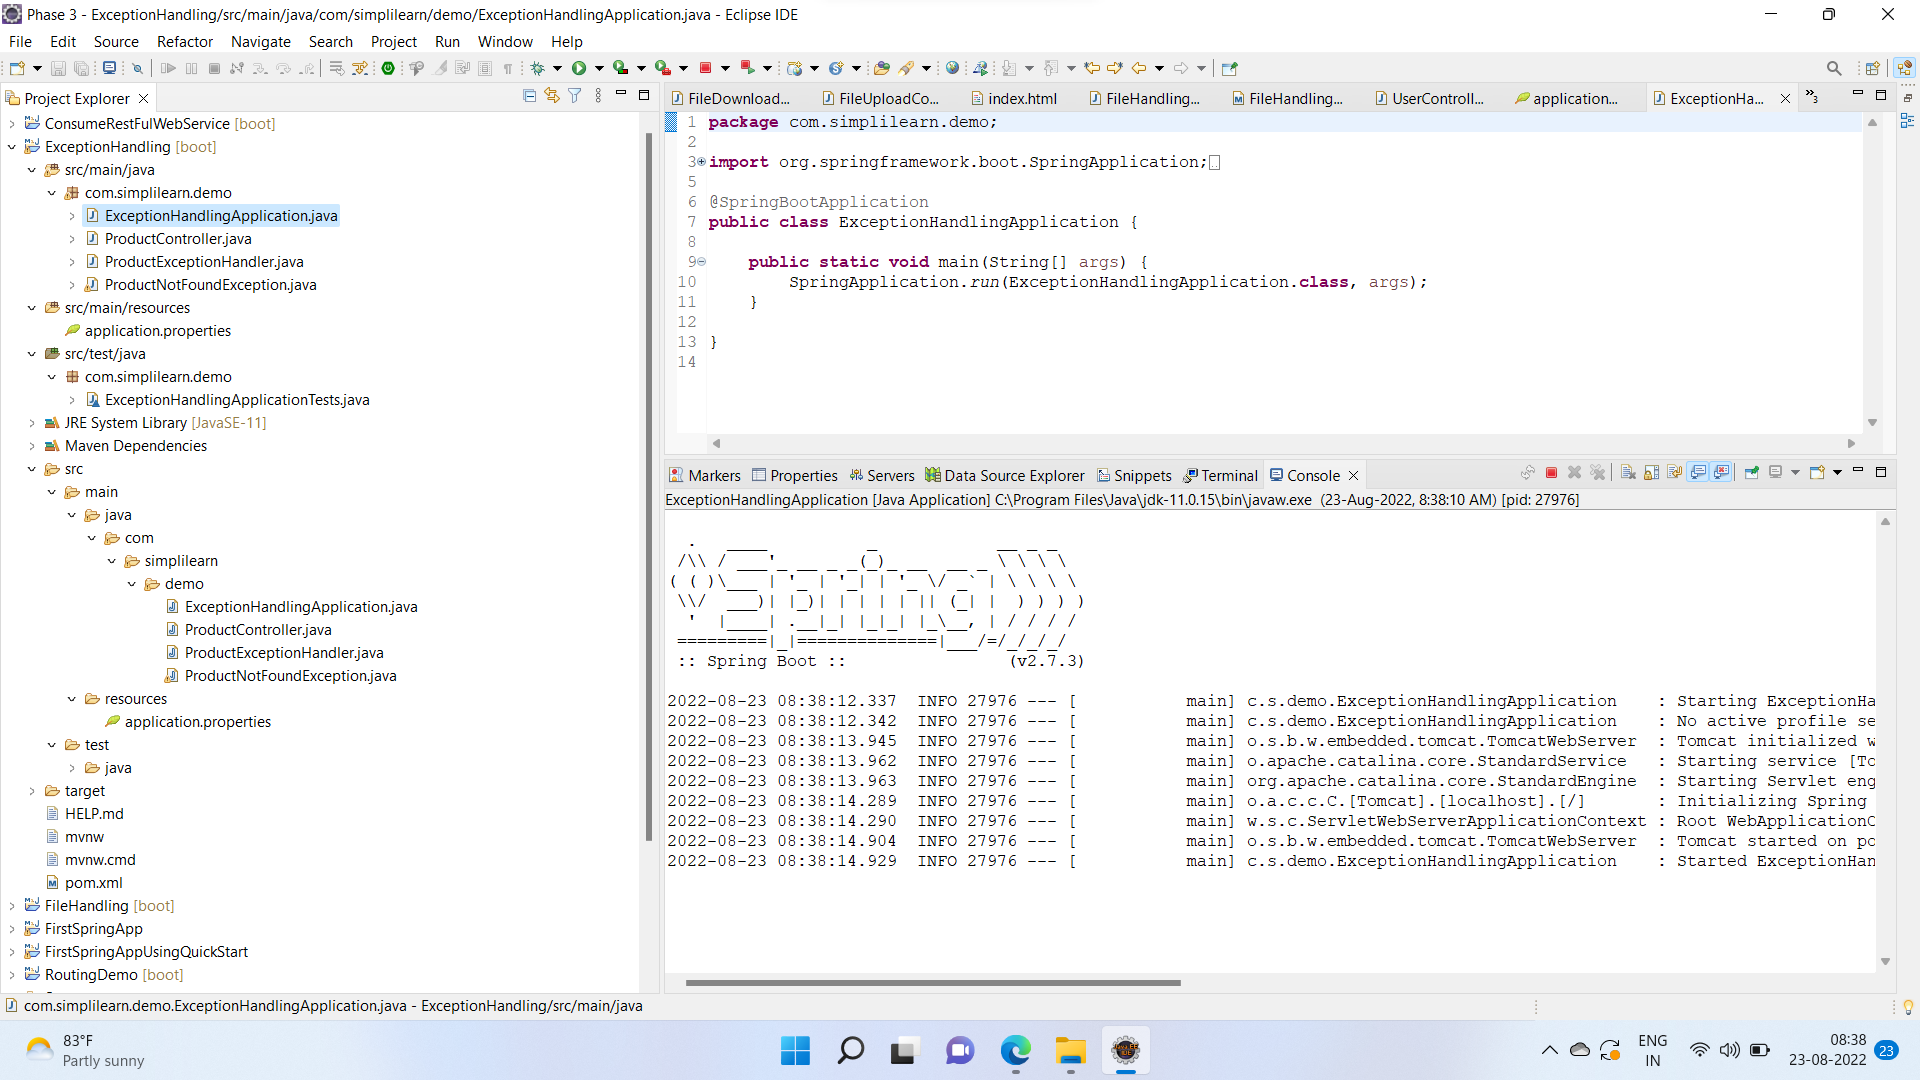 Phase 3 - ExceptionHandling/src/main/java/com/simplilearn/demo/ExceptionHandlingApplication.java - Eclipse IDE
File Edit Source Refactor Navigate Search Project Run Window Help
Project Explorer
ConsumeRestFulWebService [boot]
ExceptionHandling [boot]
src/main/java
com.simplilearn.demo
ExceptionHandlingApplication.java
ProductController.java
ProductExceptionHandler.java
ProductNotFoundException.java
src/main/resources
application.properties
src/test/java
com.simplilearn.demo
ExceptionHandlingApplicationTests.java
JRE System Library [JavaSE-11]
Maven Dependencies
src
main
java
com
simplilearn
demo
ExceptionHandlingApplication.java
ProductController.java
ProductExceptionHandler.java
ProductNotFoundException.java
resources
application.properties
test
java
target
HELP.md
mvnw
mvnw.cmd
pom.xml
FileHandling [boot]
FirstSpringApp
FirstSpringAppUsingQuickStart
RoutingDemo [boot]
FileDownload... FileUploadCo... index.html FileHandling... FileHandling... UserControll... application... ExceptionHa... 3
1 package com.simplilearn.demo;
2
3 import org.springframework.boot.SpringApplication;
5
6 @SpringBootApplication
7 public class ExceptionHandlingApplication {
8
9 public static void main(String[] args) {
10 SpringApplication.run(ExceptionHandlingApplication.class, args);
11 }
12
13 }
14
Markers Properties Servers Data Source Explorer Snippets Terminal Console
ExceptionHandlingApplication [Java Application] C:\Program Files\Java\jdk-11.0.15\bin\javaw.exe (23-Aug-2022, 8:38:10 AM) [pid: 27976]
Spring
:: Spring Boot :: (v2.7.3)
2022-08-23 08:38:12.337 INFO 27976 --- [ main] c.s.demo.ExceptionHandlingApplication : Starting ExceptionHa
2022-08-23 08:38:12.342 INFO 27976 --- [ main] c.s.demo.ExceptionHandlingApplication : No active profile se
2022-08-23 08:38:13.945 INFO 27976 --- [ main] o.s.b.w.embedded.tomcat.TomcatWebServer : Tomcat initialized w
2022-08-23 08:38:13.962 INFO 27976 --- [ main] o.apache.catalina.core.StandardService : Starting service [To
2022-08-23 08:38:13.963 INFO 27976 --- [ main] org.apache.catalina.core.StandardEngine : Starting Servlet eng
2022-08-23 08:38:14.289 INFO 27976 --- [ main] o.a.c.c.C.[Tomcat].[localhost].[/] : Initializing Spring
2022-08-23 08:38:14.290 INFO 27976 --- [ main] w.s.c.ServletWebServerApplicationContext : Root WebApplicationC
2022-08-23 08:38:14.904 INFO 27976 --- [ main] o.s.b.w.embedded.tomcat.TomcatWebServer : Tomcat started on po
2022-08-23 08:38:14.929 INFO 27976 --- [ main] c.s.demo.ExceptionHandlingApplication : Started ExceptionHan
com.simplilearn.demo.ExceptionHandlingApplication.java - ExceptionHandling/src/main/java
83°F
Partly sunny
ENG
IN
08:38
23-08-2022
23